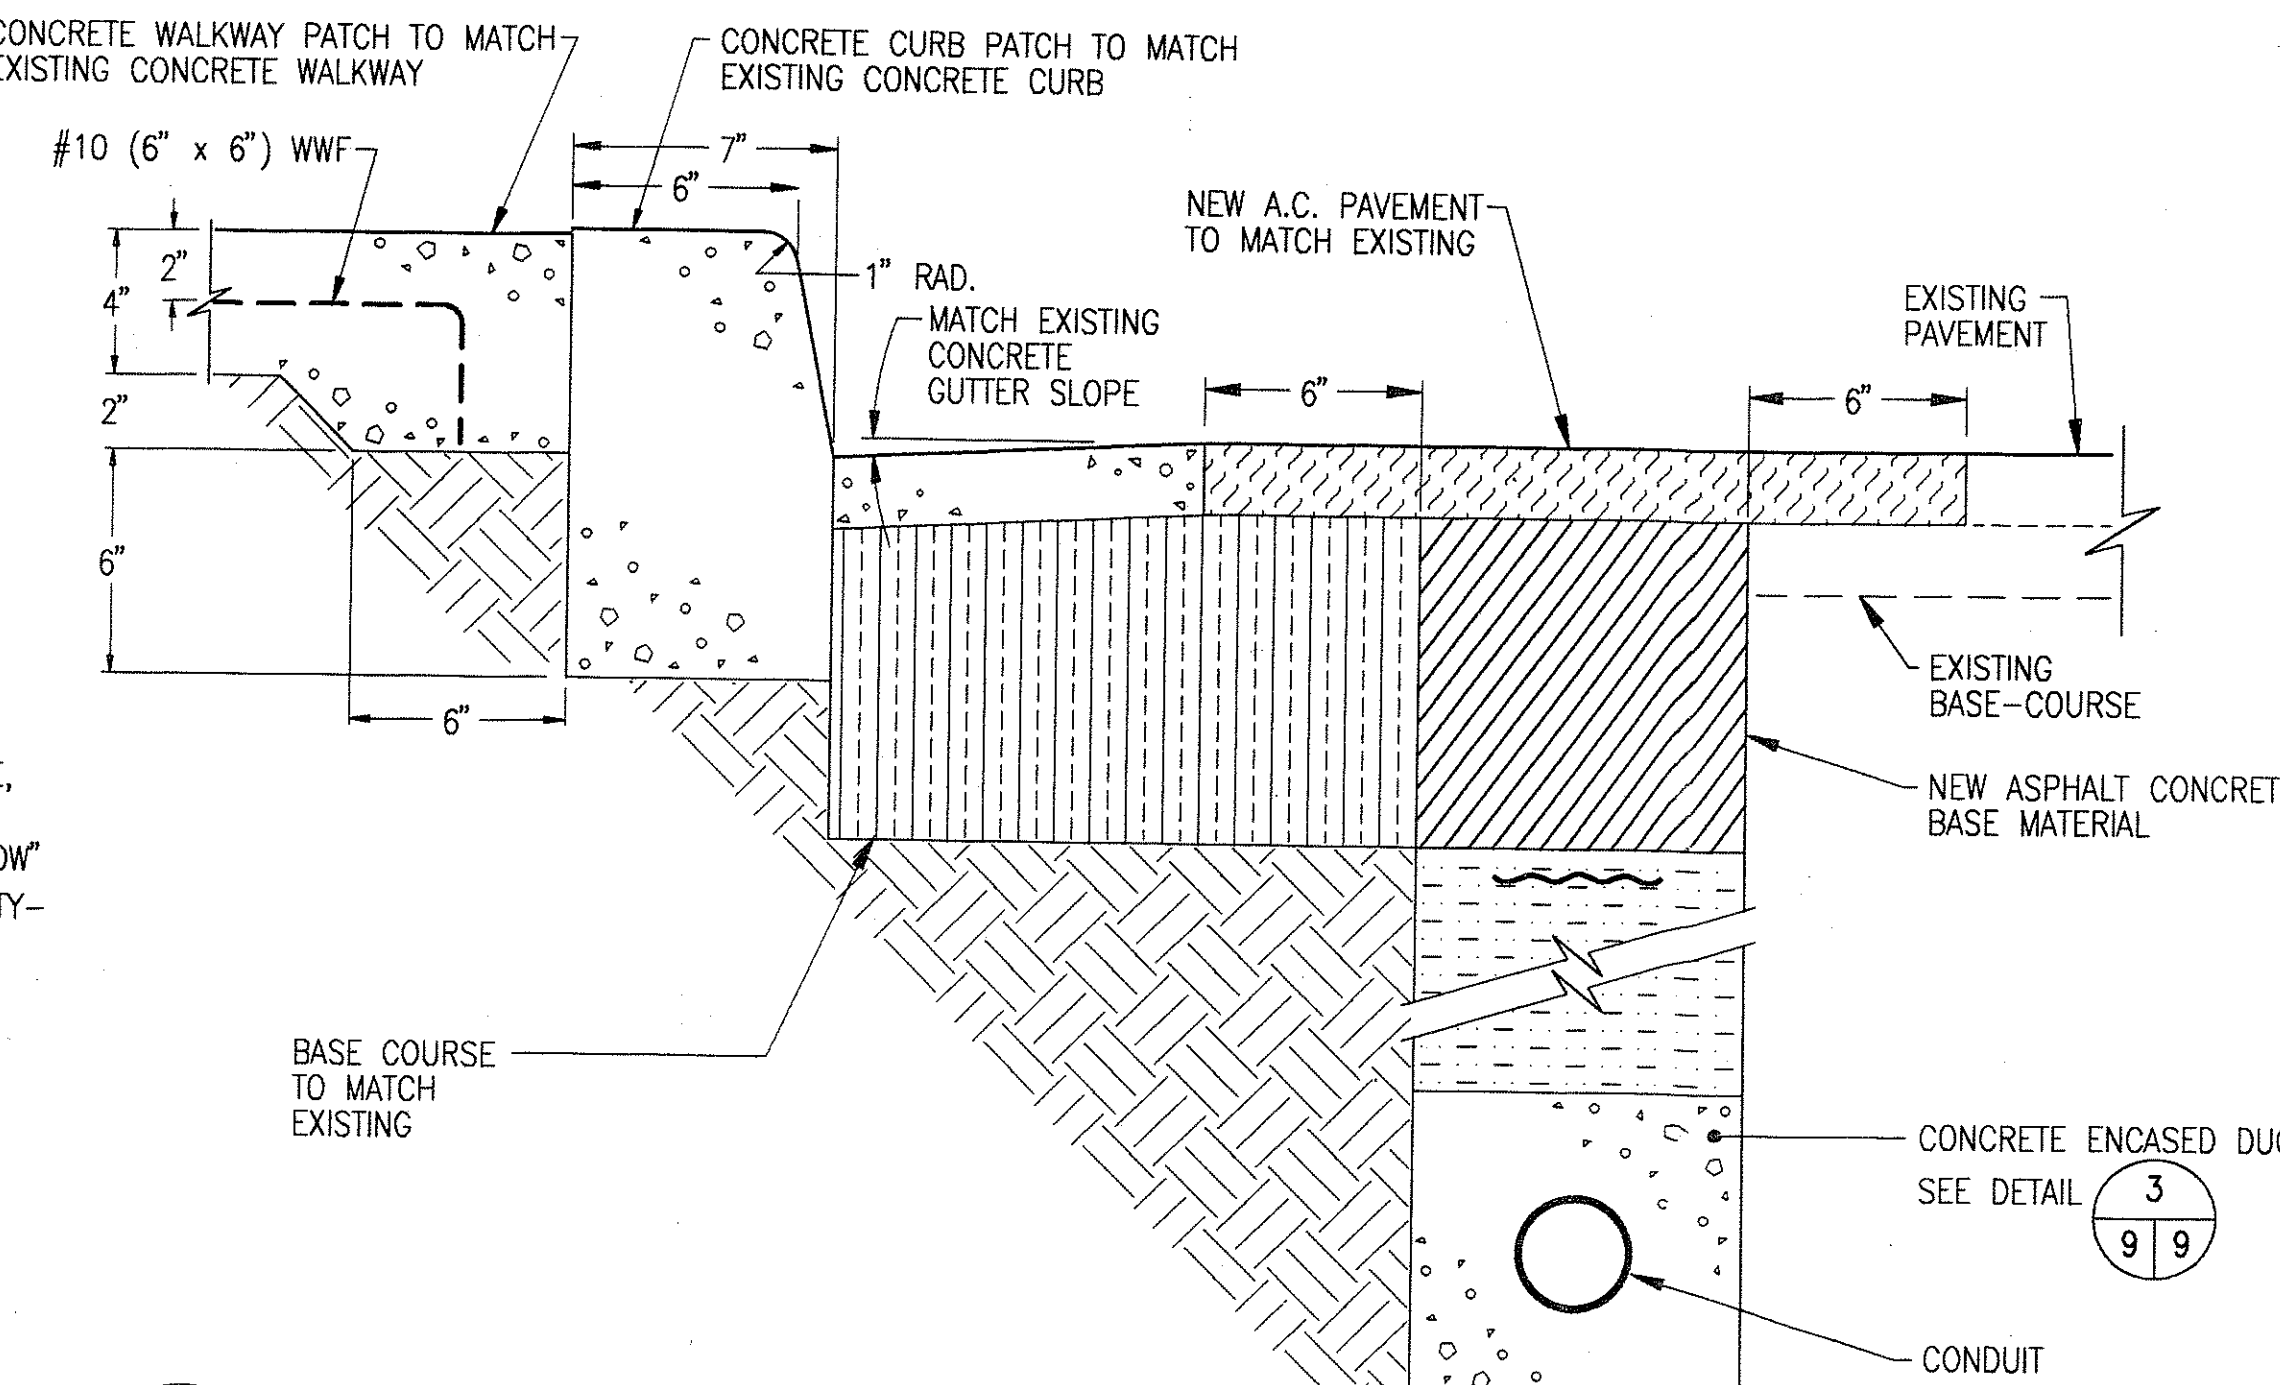 CONCRETE WALKWAY PATCH TO MATCH
EXISTING CONCRETE WALKWAY
CONCRETE CURB PATCH TO MATCH
EXISTING CONCRETE CURB
#10 (6" x 6") WWF
7"
6"
2"
4"
2"
6"
6"
1" RAD.
MATCH EXISTING
CONCRETE
GUTTER SLOPE
NEW A.C. PAVEMENT
TO MATCH EXISTING
6"
EXISTING
PAVEMENT
6"
EXISTING
BASE-COURSE
NEW ASPHALT CONCRET
BASE MATERIAL
OW"
TY-
BASE COURSE
TO MATCH
EXISTING
CONCRETE ENCASED DUC
SEE DETAIL 3
9 9
CONDUIT